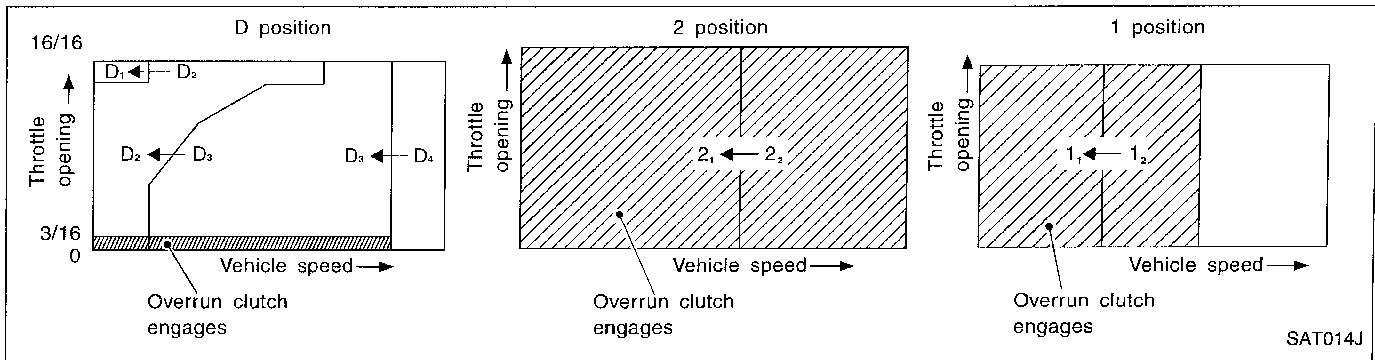 D position
16/16
D₁ ← D₂
D₂ ← D₃
D₃ ← D₄
Throttle opening →
3/16
0
Vehicle speed →
Overrun clutch
engages
2 position
Throttle
opening →
2₁ ← 2₂
Vehicle speed →
Overrun clutch
engages
1 position
Throttle
opening →
1₁ ← 1₂
Vehicle speed →
Overrun clutch
engages
SAT014J